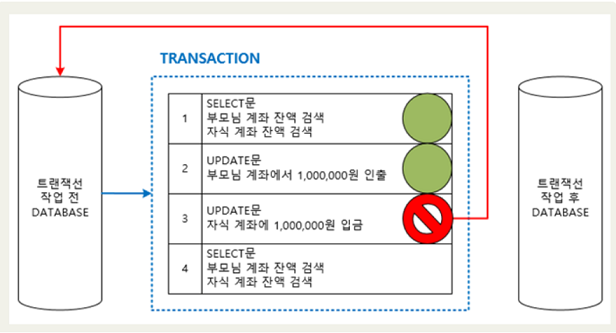 TRANSACTION
트랜잭션
작업 전
DATABASE
1
SELECT문
부모님 계좌 잔액 검색
자식 계좌 잔액 검색
2
UPDATE문
부모님 계좌에서 1,000,000원 인출
3
UPDATE문
자식 계좌에 1,000,000원 입금
4
SELECT문
부모님 계좌 잔액 검색
자식 계좌 잔액 검색
트랜잭션
작업 후
DATABASE